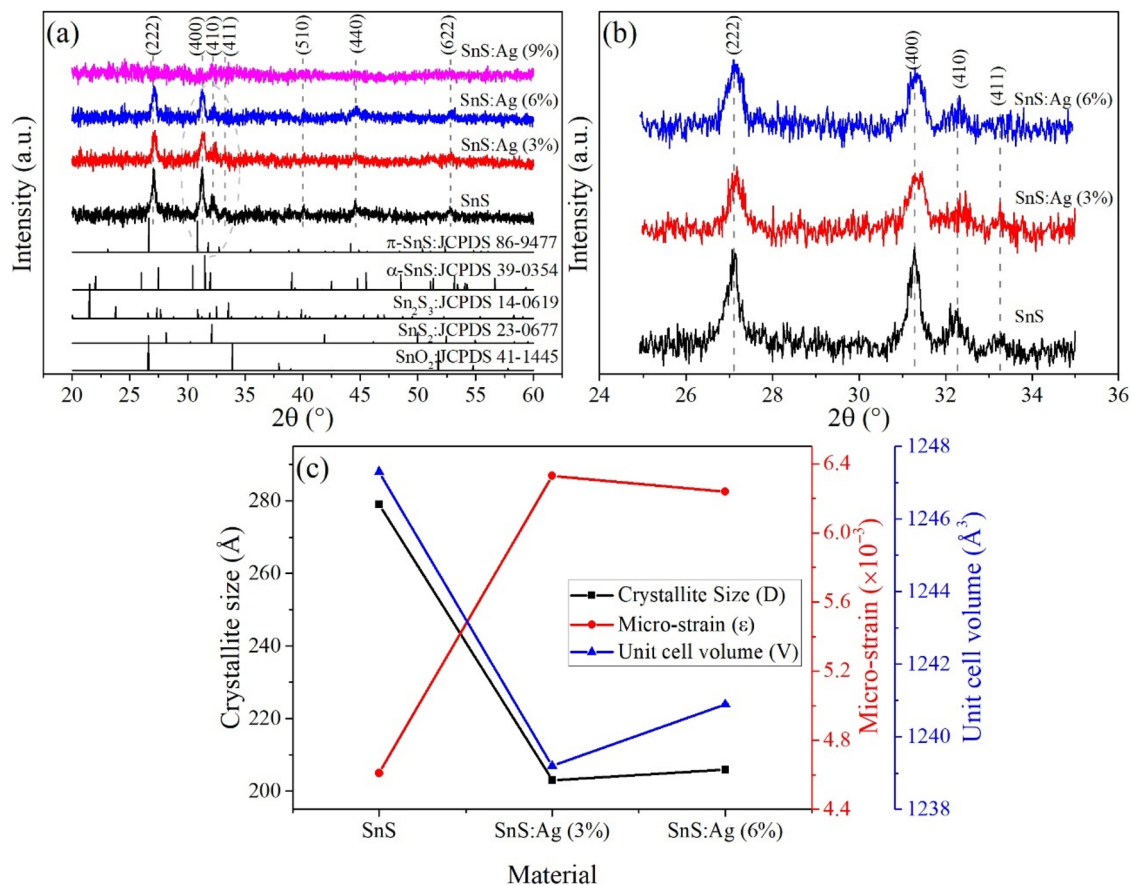 (a)
(222)
(400)
(410)
(411)
(510)
(440)
(622)
SnS:Ag (9%)
SnS:Ag (6%)
SnS:Ag (3%)
SnS
π-SnS:JCPDS 86-9477
α-SnS:JCPDS 39-0354
Sn2S3:JCPDS 14-0619
SnS2:JCPDS 23-0677
SnO2:JCPDS 41-1445
Intensity (a.u.)
20 25 30 35 40 45 50 55 60
2θ (°)
(b)
(222)
(400)
(410)
(411)
SnS:Ag (6%)
SnS:Ag (3%)
SnS
Intensity (a.u.)
24 26 28 30 32 34 36
2θ (°)
(c)
Crystallite size (Å)
280
260
240
220
200
Crystallite Size (D)
Micro-strain (ε)
Unit cell volume (V)
6.4
6.0
5.6
5.2
4.8
4.4
Micro-strain (×10⁻³)
1248
1246
1244
1242
1240
1238
Unit cell volume (Å³)
SnS SnS:Ag (3%) SnS:Ag (6%)
Material